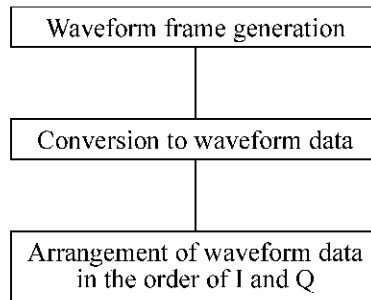 Waveform frame generation
Conversion to waveform data
Arrangement of waveform data
in the order of I and Q